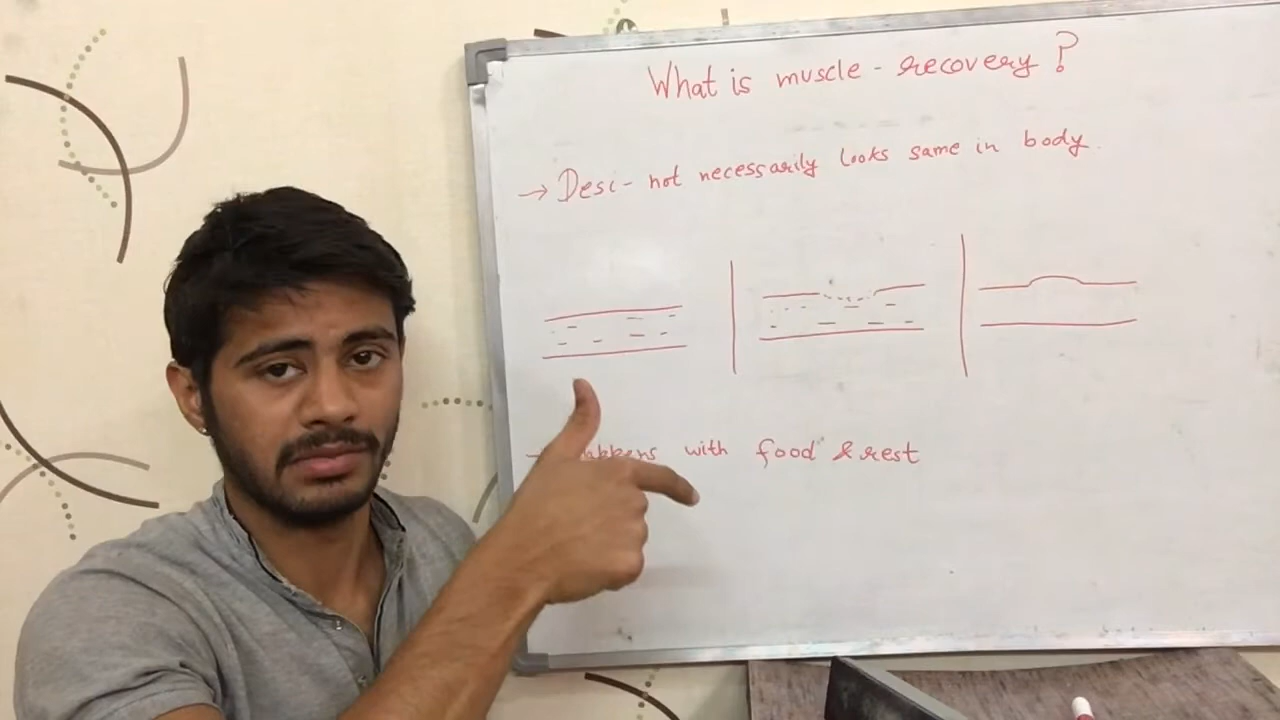 What is muscle - recovery?
→ Desi - not necessarily looks same in body.
with food & rest